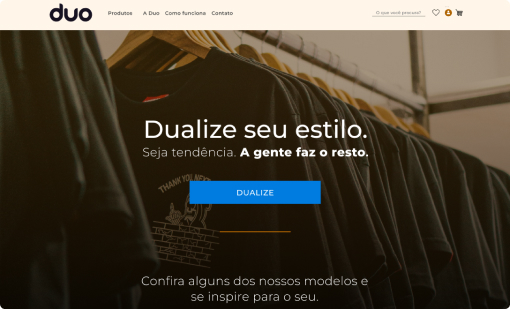 duo
Produtos
A Duo
Como funciona
Contato
O que você procura?
Dualize seu estilo.
Seja tendência. A gente faz o resto.
THANK YOU NEXT
DUALIZE
Confira alguns dos nossos modelos e
se inspire para o seu.